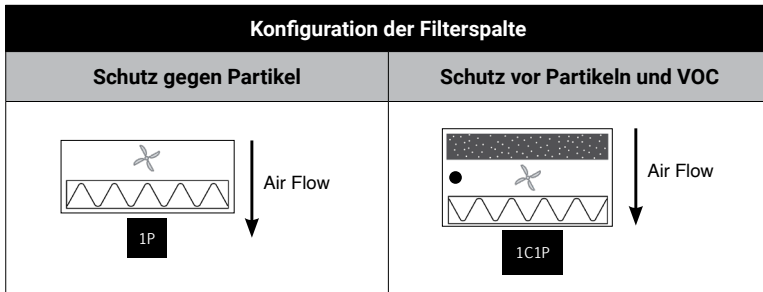 Konfiguration der Filterspalte
Schutz gegen Partikel
Schutz vor Partikeln und VOC
Air Flow
1P
Air Flow
1C1P